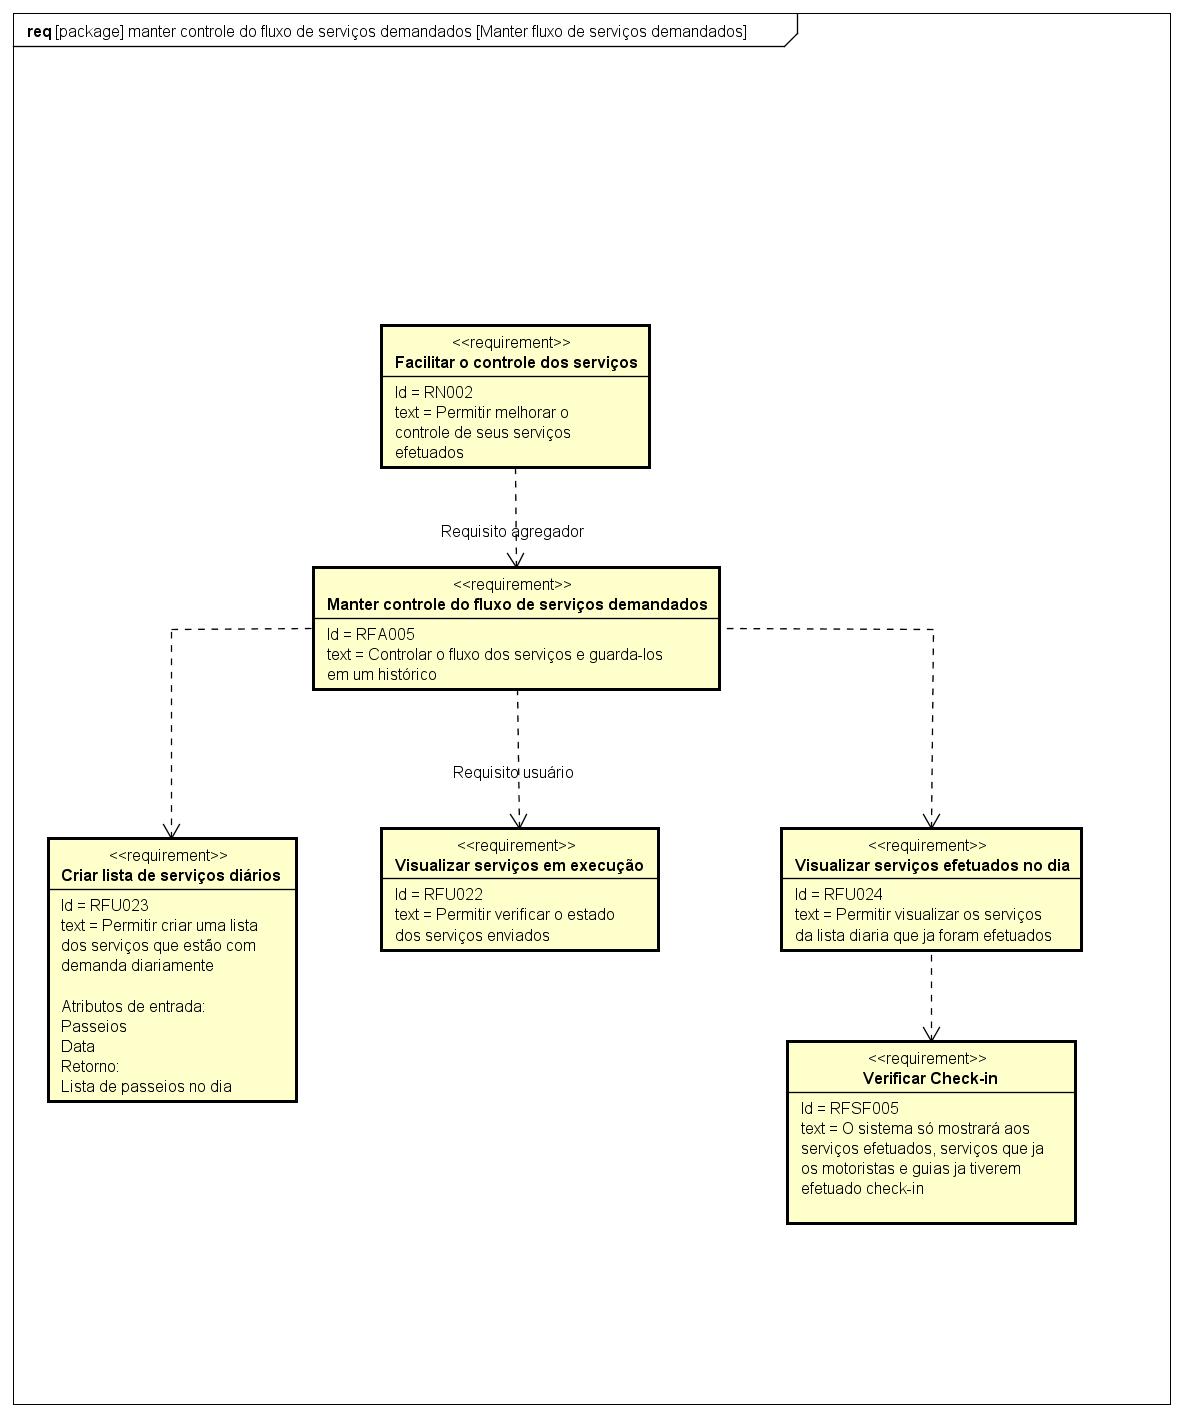 req [package] manter controle do fluxo de serviços demandados [Manter fluxo de serviços demandados]
<<requirement>>
Facilitar o controle dos serviços
Id = RN002
text = Permitir melhorar o
controle de seus serviços
efetuados
Requisito agregador
<<requirement>>
Manter controle do fluxo de serviços demandados
Id = RFA005
text = Controlar o fluxo dos serviços e guarda-los
em um histórico
Requisito usuário
<<requirement>>
Criar lista de serviços diários
Id = RFU023
text = Permitir criar uma lista
dos serviços que estão com
demanda diariamente
Atributos de entrada:
Passeios
Data
Retorno:
Lista de passeios no dia
<<requirement>>
Visualizar serviços em execução
Id = RFU022
text = Permitir verificar o estado
dos serviços enviados
<<requirement>>
Visualizar serviços efetuados no dia
Id = RFU024
text = Permitir visualizar os serviços
da lista diaria que ja foram efetuados
<<requirement>>
Verificar Check-in
Id = RFSF005
text = O sistema só mostrará aos
serviços efetuados, serviços que ja
os motoristas e guias ja tiverem
efetuado check-in